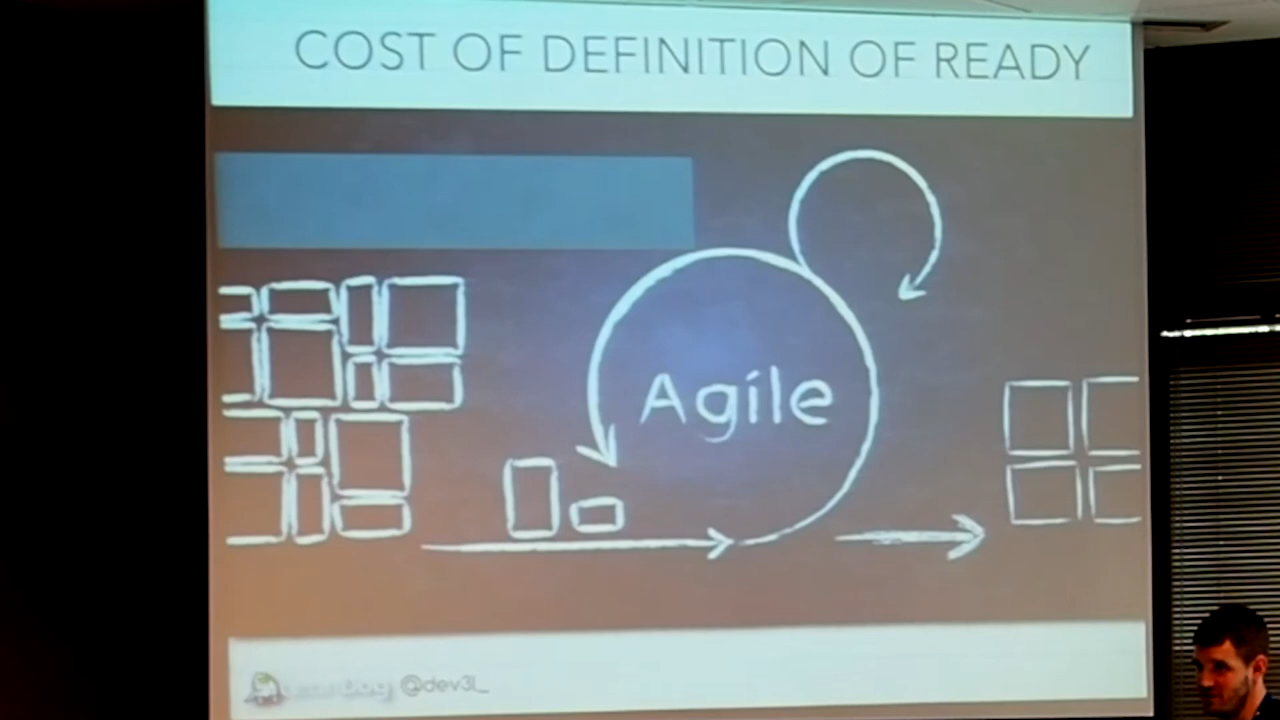 COST OF DEFINITION OF READY
Agile
@dev3l_